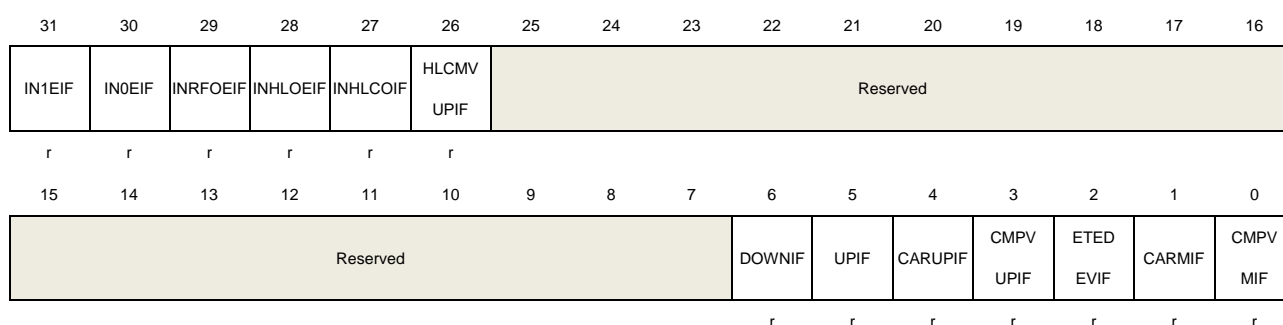 31 30 29 28 27 26 25 24 23 22 21 20 19 18 17 16
IN1EIF IN0EIF INRFOEIF INHLOEIF INHLCOIF HLCMV UPIF Reserved
r r r r r r
15 14 13 12 11 10 9 8 7 6 5 4 3 2 1 0
Reserved DOWNIF UPIF CARUPIF CMPV UPIF ETED EVIF CARMIF CMPV MIF
r r r r r r r